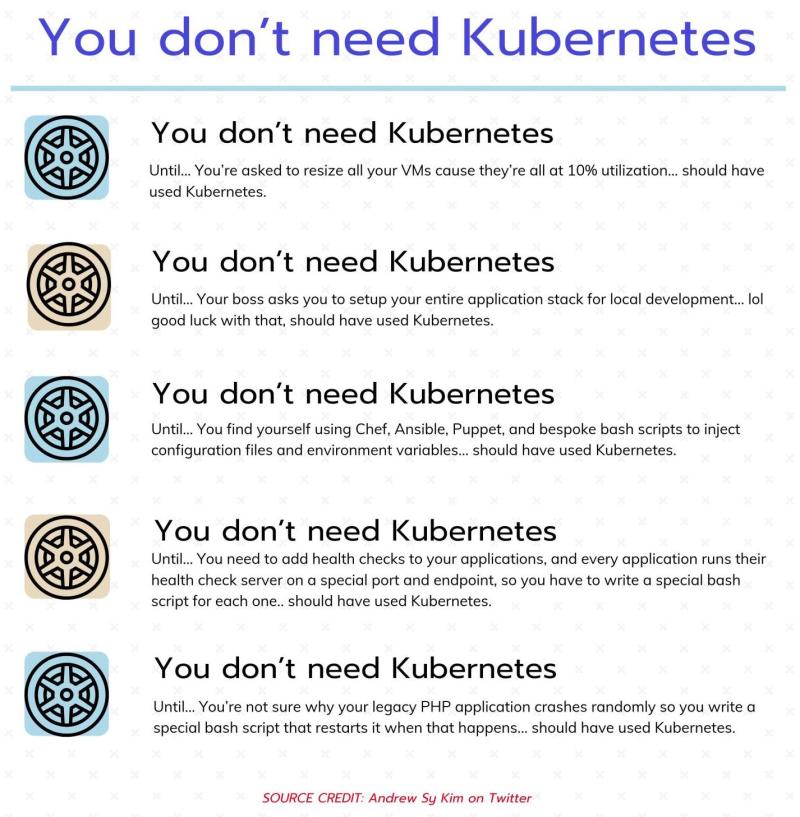 You don't need Kubernetes
You don't need Kubernetes
Until... You're asked to resize all your VMs cause they're all at 10% utilization... should have
used Kubernetes.
You don't need Kubernetes
Until... Your boss asks you to setup your entire application stack for local development... lol
good luck with that, should have used Kubernetes.
You don't need Kubernetes
Until... You find yourself using Chef, Ansible, Puppet, and bespoke bash scripts to inject
configuration files and environment variables... should have used Kubernetes.
You don't need Kubernetes
Until... You need to add health checks to your applications, and every application runs their
health check server on a special port and endpoint, so you have to write a special bash
script for each one.. should have used Kubernetes.
You don't need Kubernetes
Until... You're not sure why your legacy PHP application crashes randomly so you write a
special bash script that restarts it when that happens... should have used Kubernetes.
SOURCE CREDIT: Andrew Sy Kim on Twitter